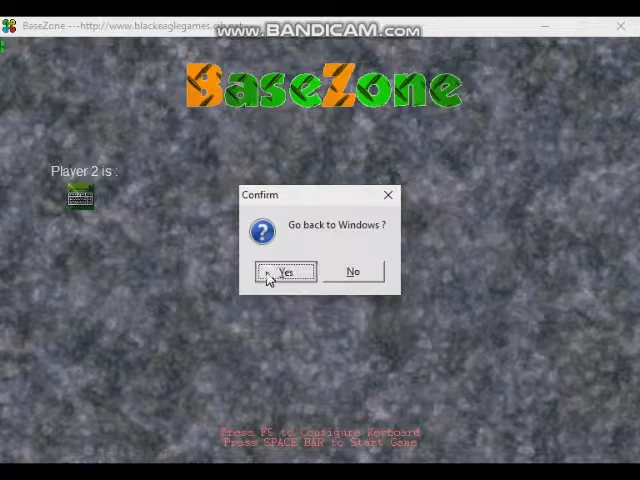 BaseZone ---http://www.blackeaglegames.
www.BANDICAM.com
BaseZone
Player 2 is :
Confirm
Go back to Windows ?
Yes
No
Press F5 to Configure Keyboard
Press SPACE BAR to Start Game